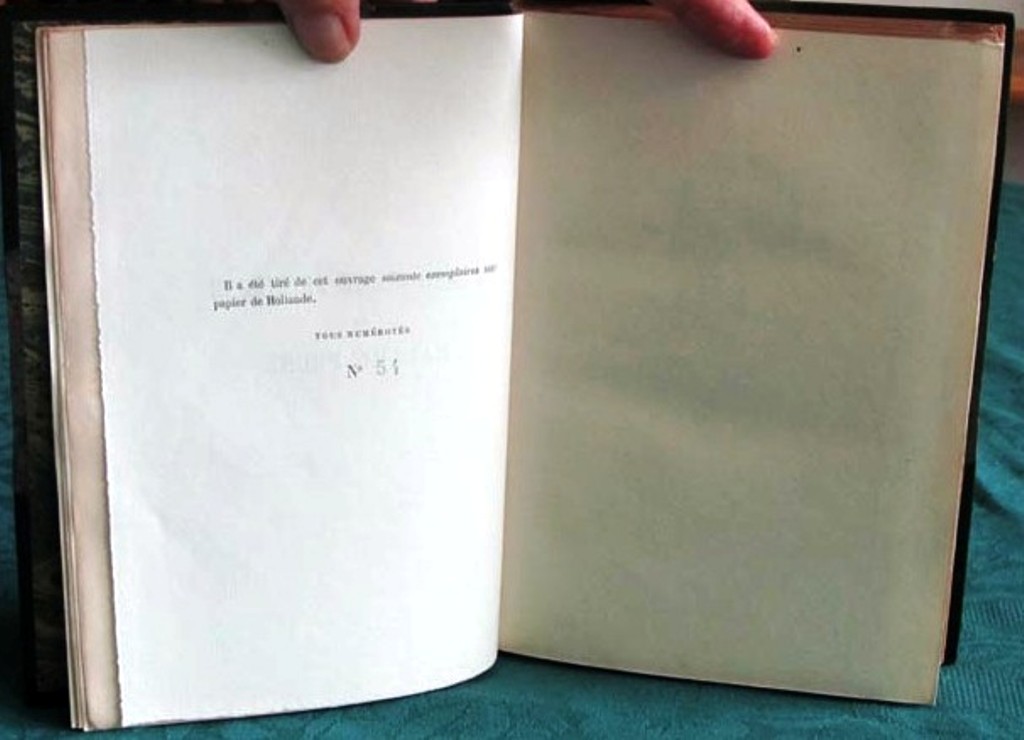 Il a été tiré de cet ouvrage soixante exemplaires sur
papier de Hollande.
TOUS NUMÉROTÉS
N° 54